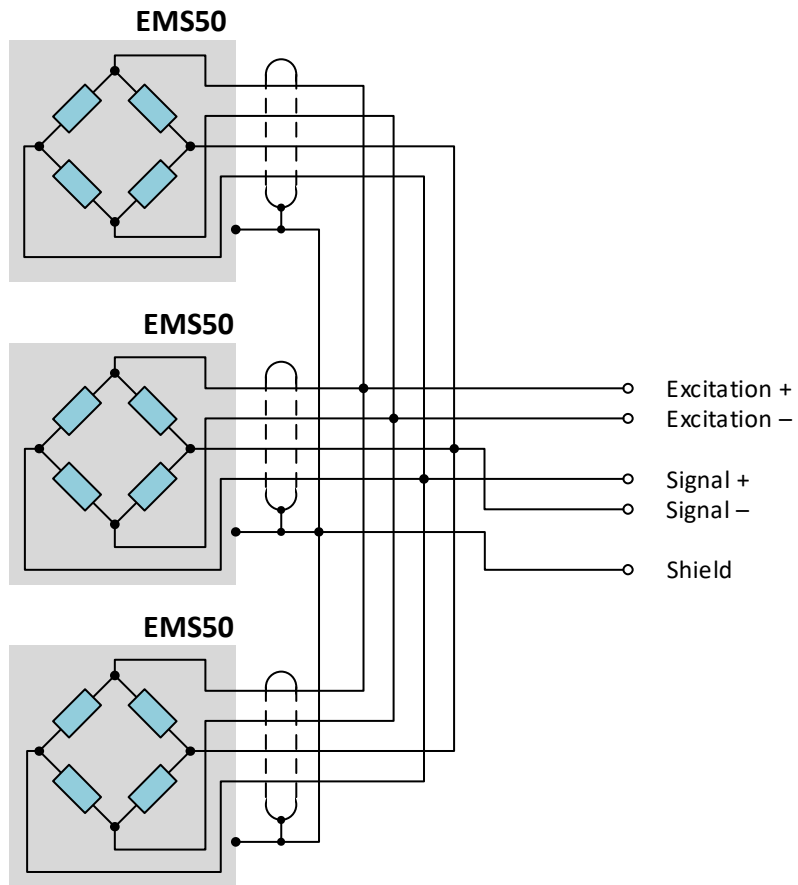 EMS50
EMS50
Excitation +
Excitation –
Signal +
Signal –
Shield
EMS50